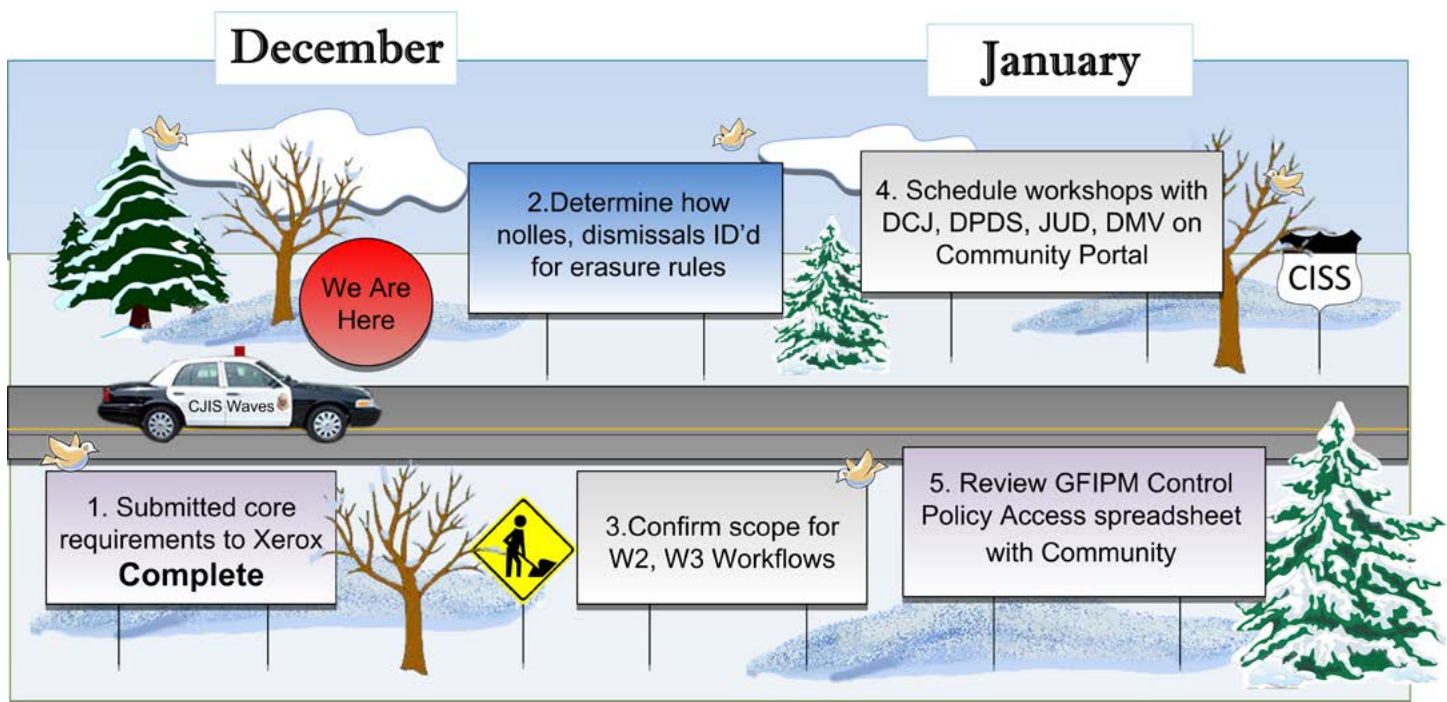 December
January
2.Determine how
nolles, dismissals ID'd
for erasure rules
4. Schedule workshops with
DCJ, DPDS, JUD, DMV on
Community Portal
CISS
We Are
Here
CJIS Waves
1. Submitted core
requirements to Xerox
Complete
3.Confirm scope for
W2, W3 Workflows
5. Review GFIPM Control
Policy Access spreadsheet
with Community